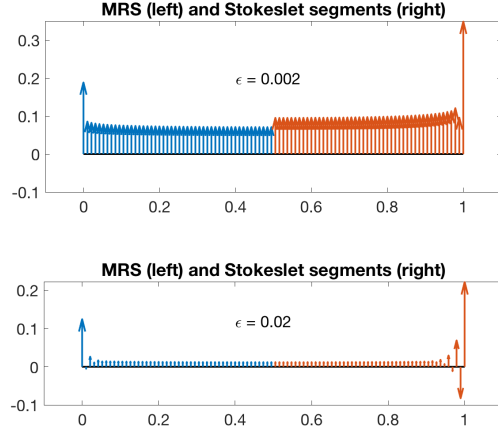 MRS (left) and Stokeslet segments (right)
0.3
0.2
0.1
0
-0.1
ϵ = 0.002
0 0.2 0.4 0.6 0.8 1
MRS (left) and Stokeslet segments (right)
0.2
0.1
0
-0.1
ϵ = 0.02
0 0.2 0.4 0.6 0.8 1